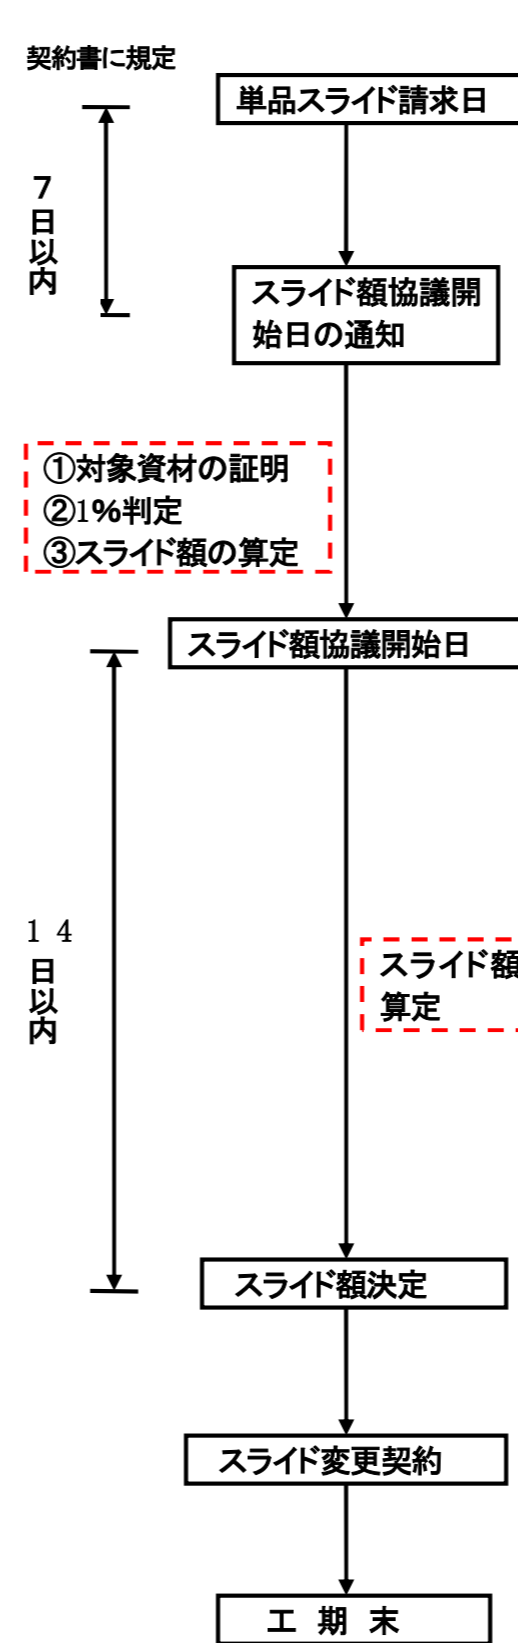 契約書に規定
単品スライド請求日
7
日
以
内
スライド額協議開
始日の通知
①対象資材の証明
②1%判定
③スライド額の算定
スライド額協議開始日
14
日
以
内
スライド額
算定
スライド額決定
スライド変更契約
工 期 末